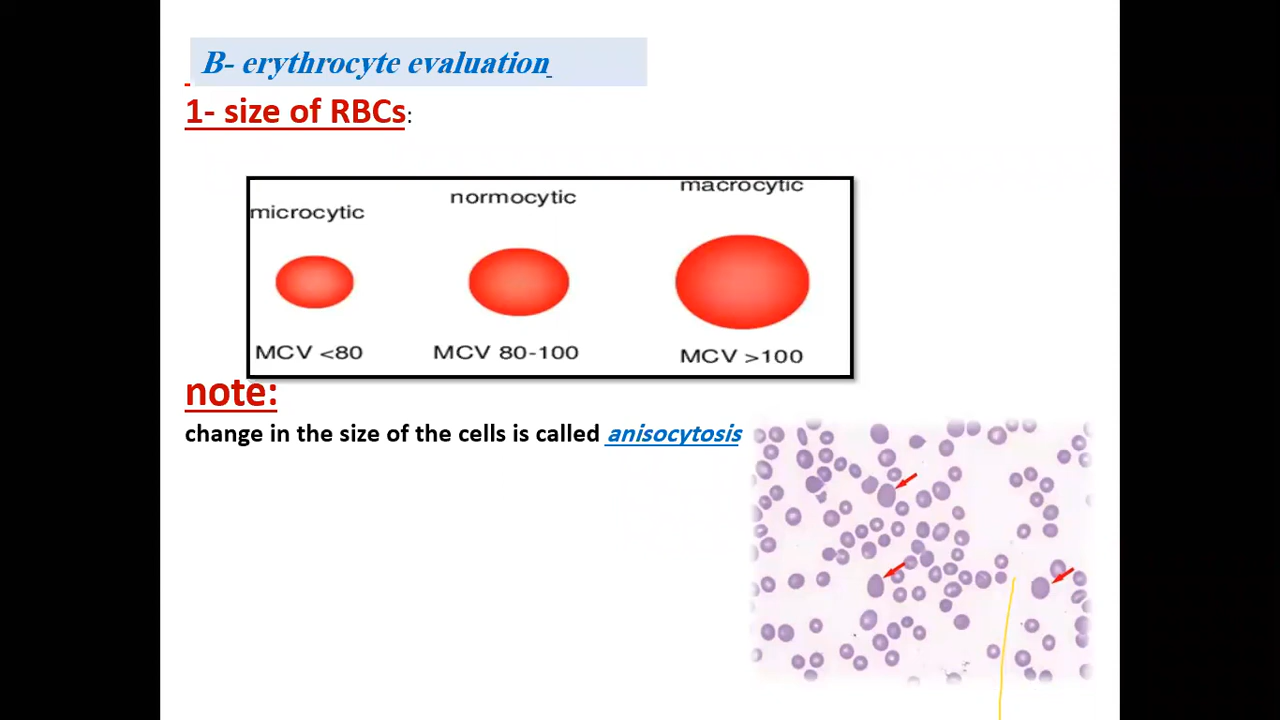 B- erythrocyte evaluation
1- size of RBCs:
microcytic normocytic macrocytic
MCV <80 MCV 80-100 MCV >100
note:
change in the size of the cells is called anisocytosis